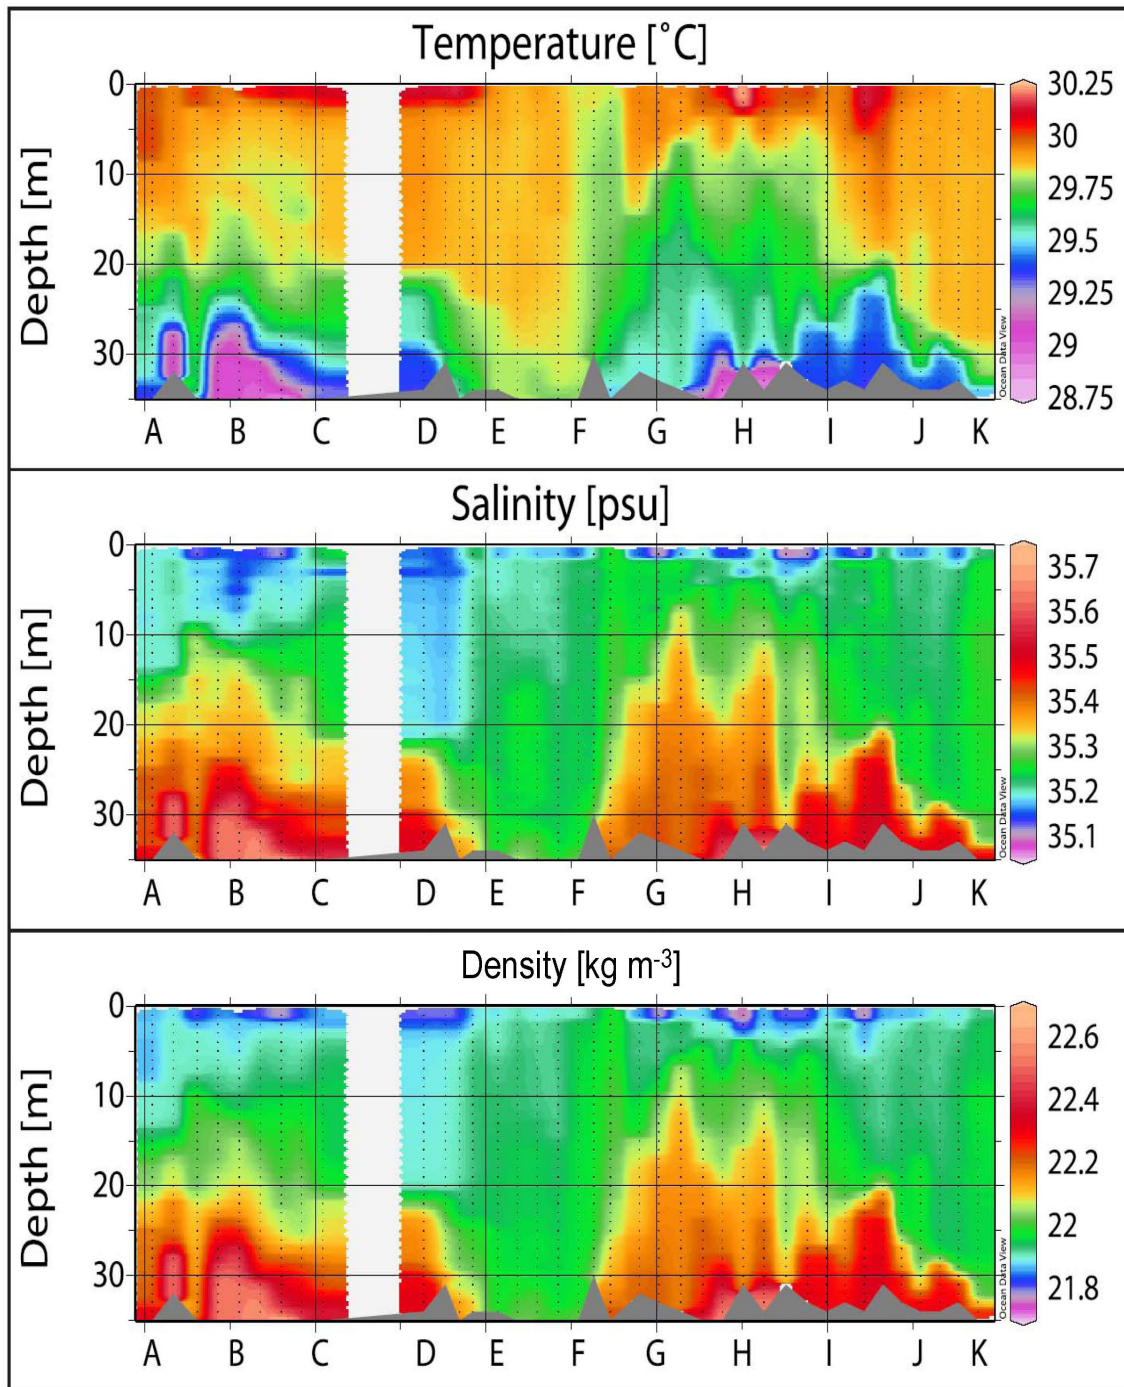 Temperature [˚C]
Depth [m]
0
10
20
30
30.25
30
29.75
29.5
29.25
29
28.75
Ocean Data View
A B C D E F G H I J K
Salinity [psu]
Depth [m]
0
10
20
30
35.7
35.6
35.5
35.4
35.3
35.2
35.1
Ocean Data View
A B C D E F G H I J K
Density [kg m-3]
Depth [m]
0
10
20
30
22.6
22.4
22.2
22
21.8
Ocean Data View
A B C D E F G H I J K